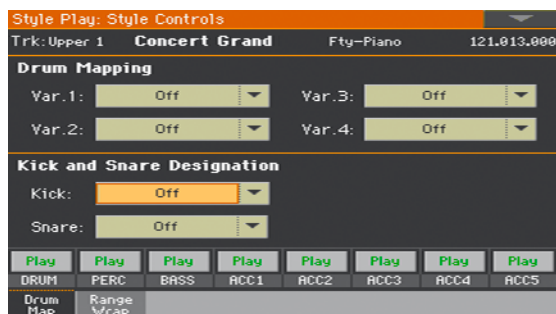 Style Play: Style Controls
Trk: Upper 1 Concert Grand Fty-Piano 121.013.000
Drum Mapping
Var.1: Off Var.3: Off
Var.2: Off Var.4: Off
Kick and Snare Designation
Kick: Off
Snare: Off
Play Play Play Play Play Play Play Play
DRUM PERC BASS ACC1 ACC2 ACC3 ACC4 ACC5
Drum Range
Map Wrap